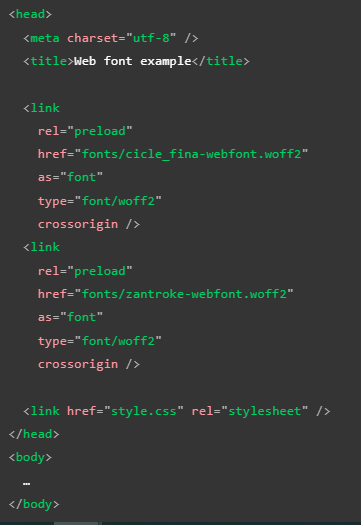 <head>
<meta charset="utf-8" />
<title>Web font example</title>
<link
rel="preload"
href="fonts/cicle_fina-webfont.woff2"
as="font"
type="font/woff2"
crossorigin />
<link
rel="preload"
href="fonts/zantroke-webfont.woff2"
as="font"
type="font/woff2"
crossorigin />
<link href="style.css" rel="stylesheet" />
</head>
<body>
…
</body>